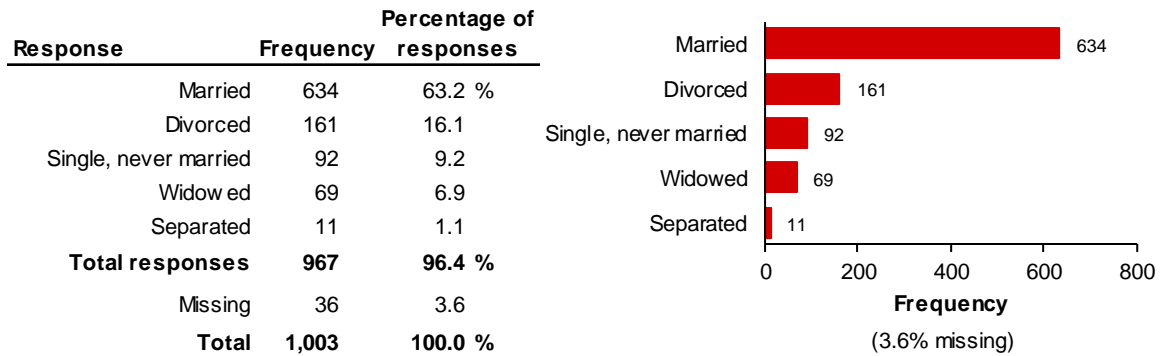 Response Frequency Percentage of responses
Married 634 63.2 %
Divorced 161 16.1
Single, never married 92 9.2
Widowed 69 6.9
Separated 11 1.1
Total responses 967 96.4 %
Missing 36 3.6
Total 1,003 100.0 %
Married 634
Divorced 161
Single, never married 92
Widowed 69
Separated 11
0 200 400 600 800
Frequency
(3.6% missing)